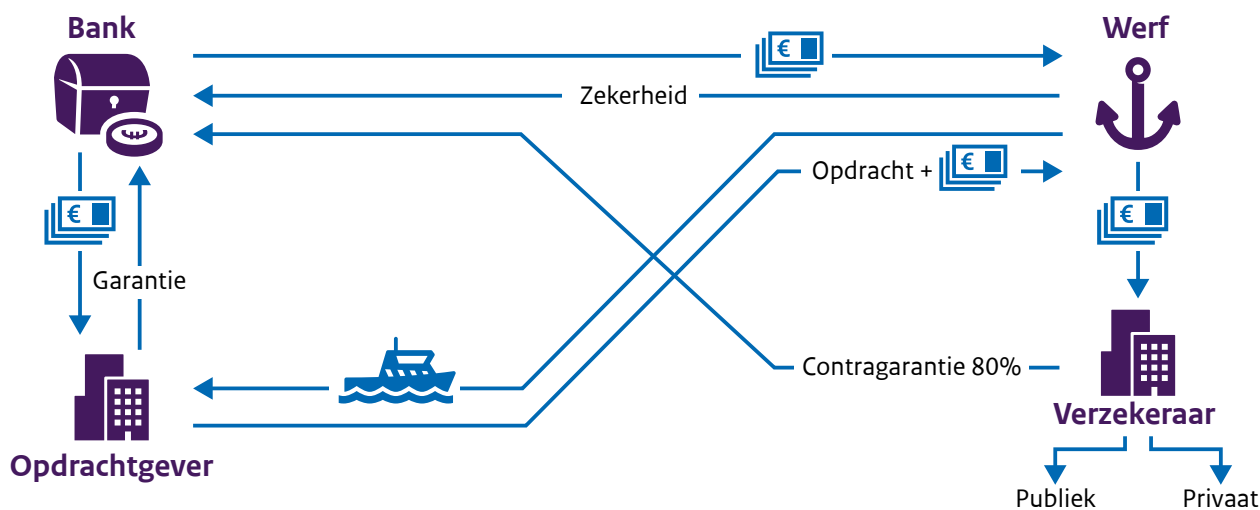 Bank
Werf
€
Zekerheid
Opdracht + €
€
€
Garantie
Contragarantie 80%
Verzekeraar
Opdrachtgever
Publiek
Privaat